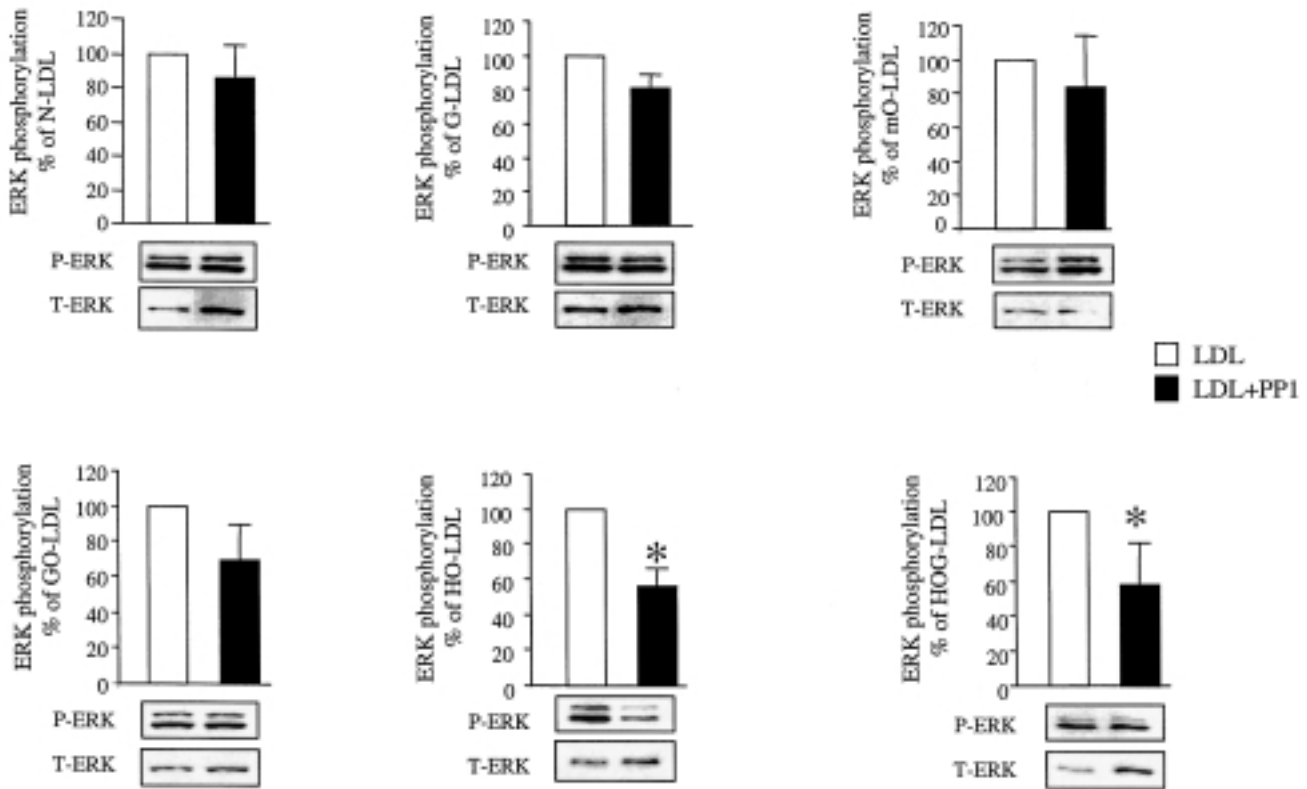 ERK phosphorylation
% of N-LDL
120
100
80
60
40
20
0
P-ERK
T-ERK
ERK phosphorylation
% of G-LDL
120
100
80
60
40
20
0
P-ERK
T-ERK
ERK phosphorylation
% of mO-LDL
120
100
80
60
40
20
0
P-ERK
T-ERK
LDL
LDL+PP1
ERK phosphorylation
% of GO-LDL
120
100
80
60
40
20
0
P-ERK
T-ERK
ERK phosphorylation
% of HO-LDL
120
100
80
60
40
20
0
*
P-ERK
T-ERK
ERK phosphorylation
% of HOG-LDL
120
100
80
60
40
20
0
*
P-ERK
T-ERK